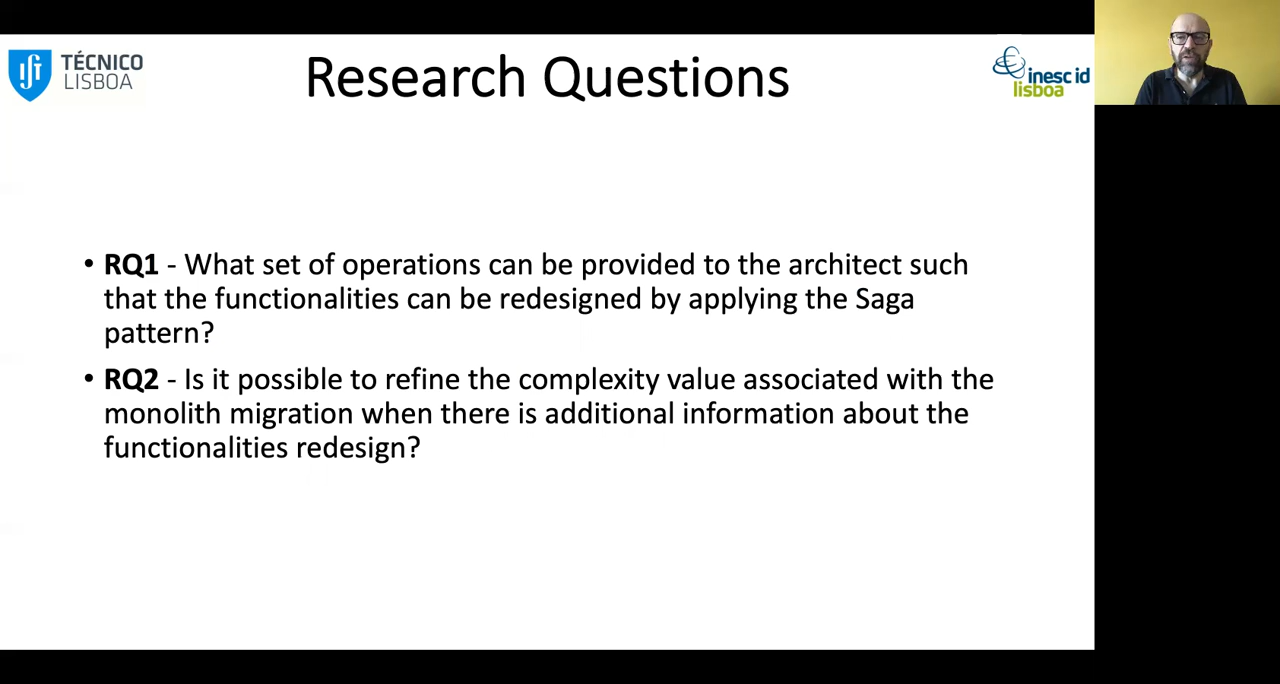 TÉCNICO
LISBOA
Research Questions
inesc id
lisboa
• RQ1 - What set of operations can be provided to the architect such
that the functionalities can be redesigned by applying the Saga
pattern?
• RQ2 - Is it possible to refine the complexity value associated with the
monolith migration when there is additional information about the
functionalities redesign?